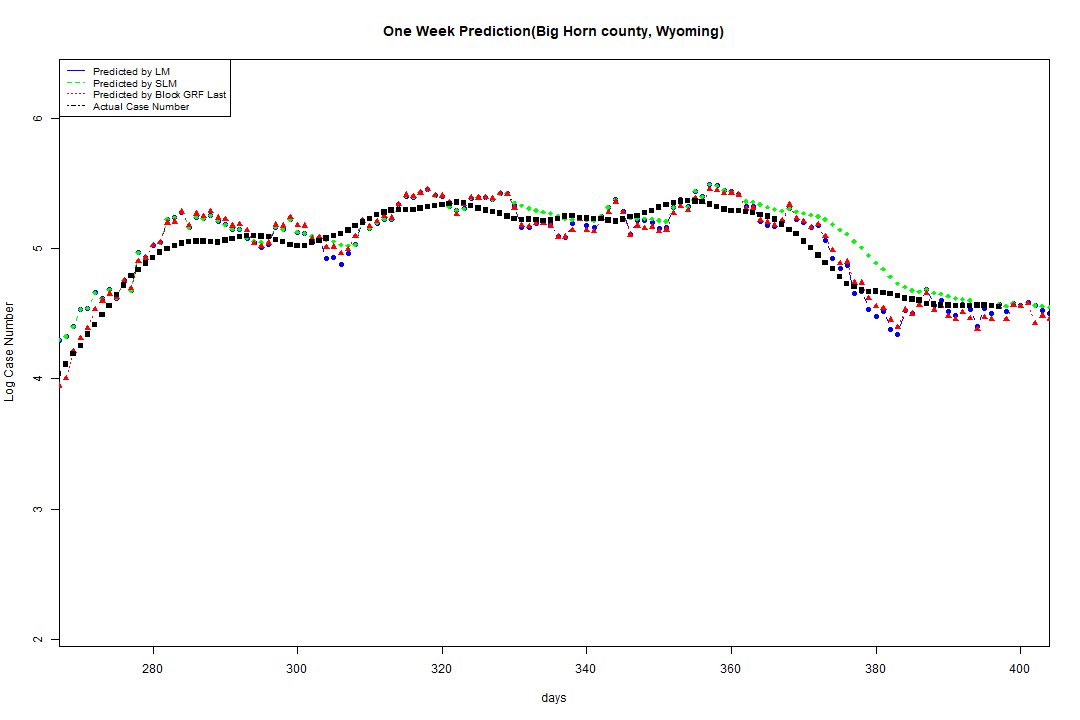 One Week Prediction(Big Horn county, Wyoming)
Predicted by LM
Predicted by SLM
Predicted by Block GRF Last
Actual Case Number
6
5
4
3
2
Log Case Number
280 300 320 340 360 380 400
days